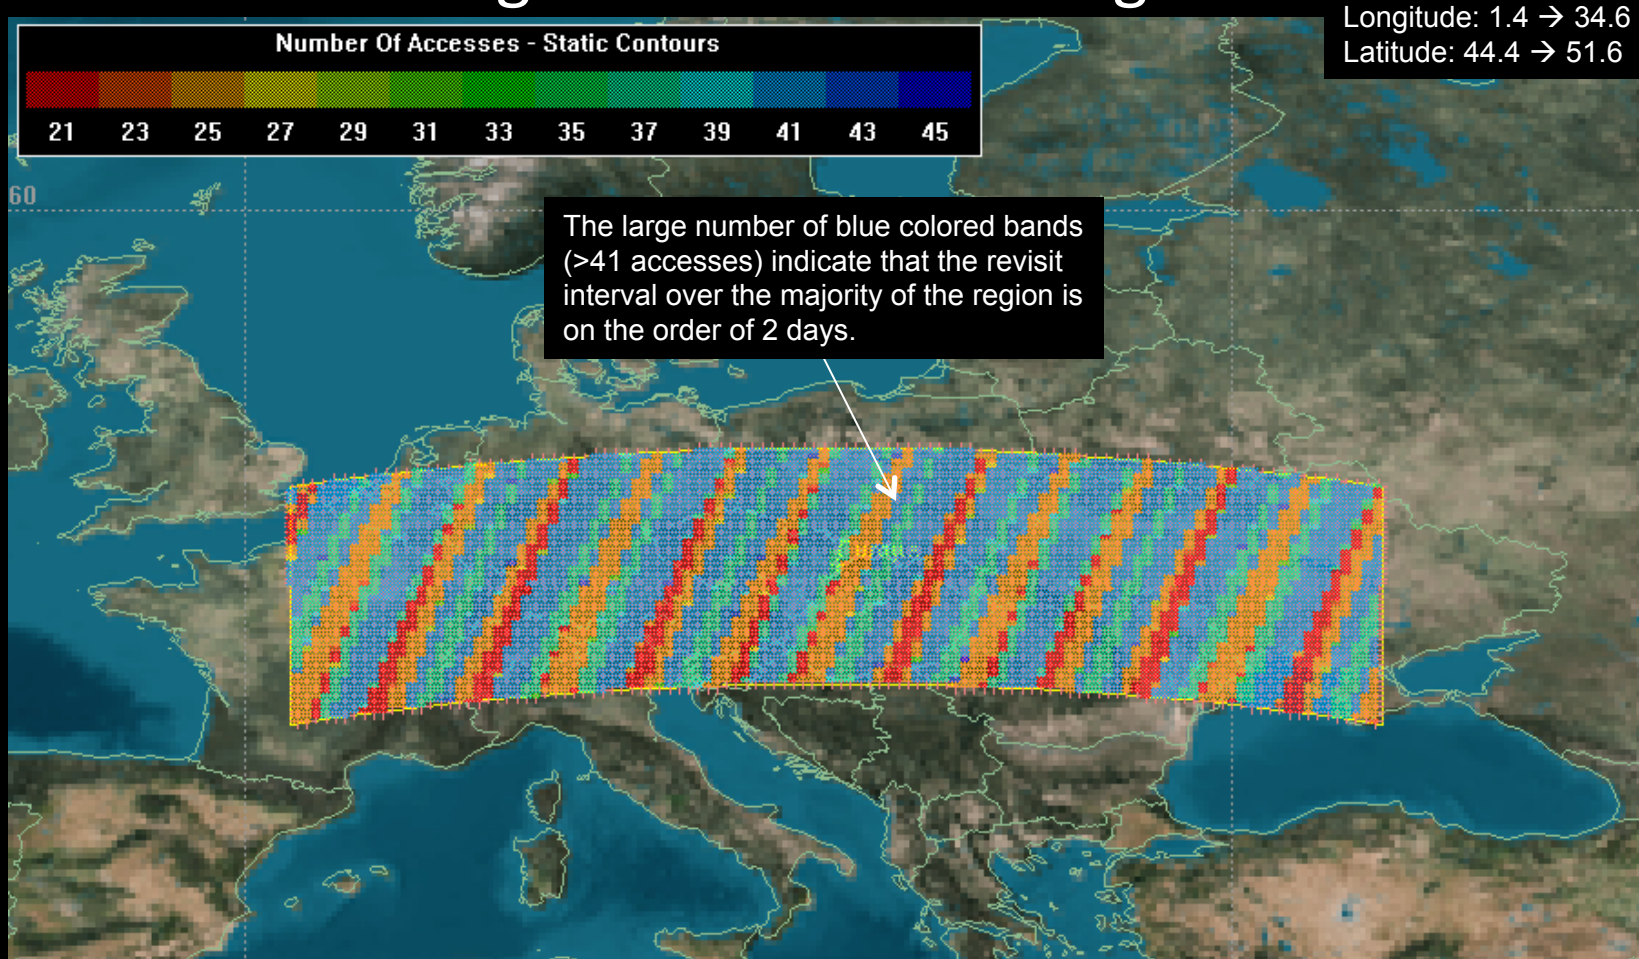 Longitude: 1.4 → 34.6
Latitude: 44.4 → 51.6
Number Of Accesses - Static Contours
21 23 25 27 29 31 33 35 37 39 41 43 45
60
The large number of blue colored bands
(>41 accesses) indicate that the revisit
interval over the majority of the region is
on the order of 2 days.